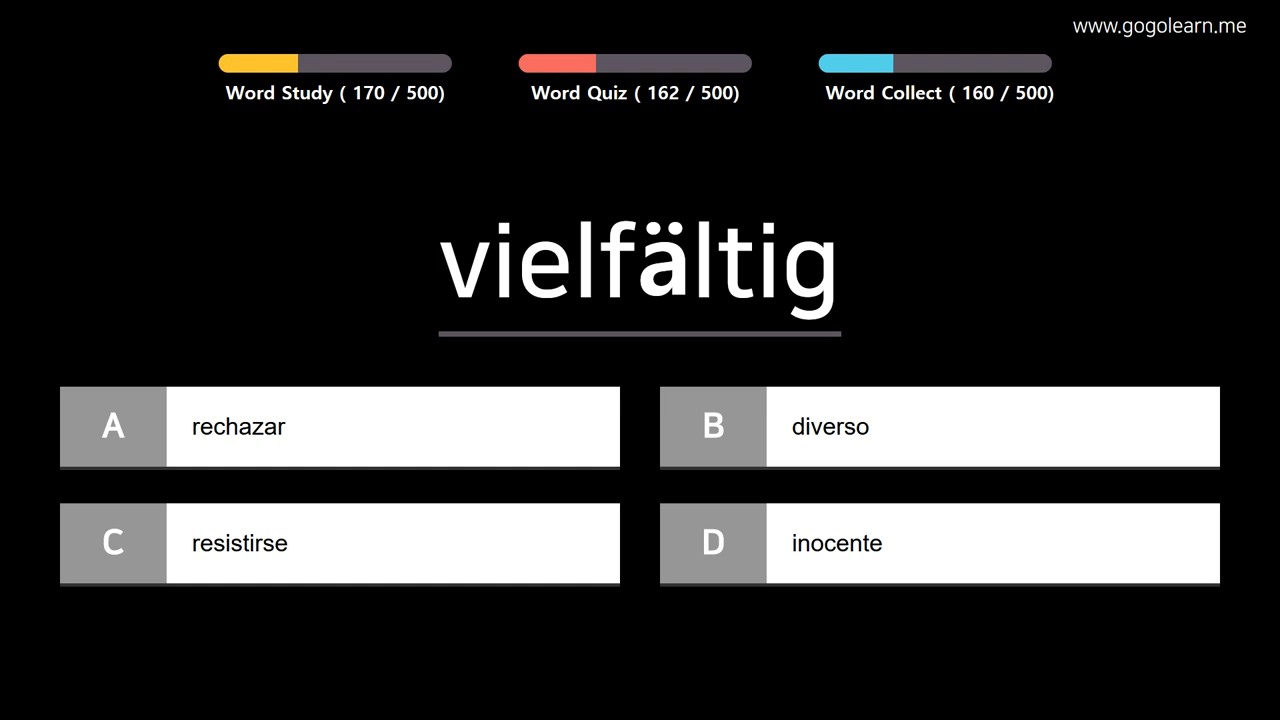 www.gogolearn.me
Word Study ( 170 / 500)
Word Quiz ( 162 / 500)
Word Collect ( 160 / 500)
vielfältig
A rechazar
B diverso
C resistirse
D inocente